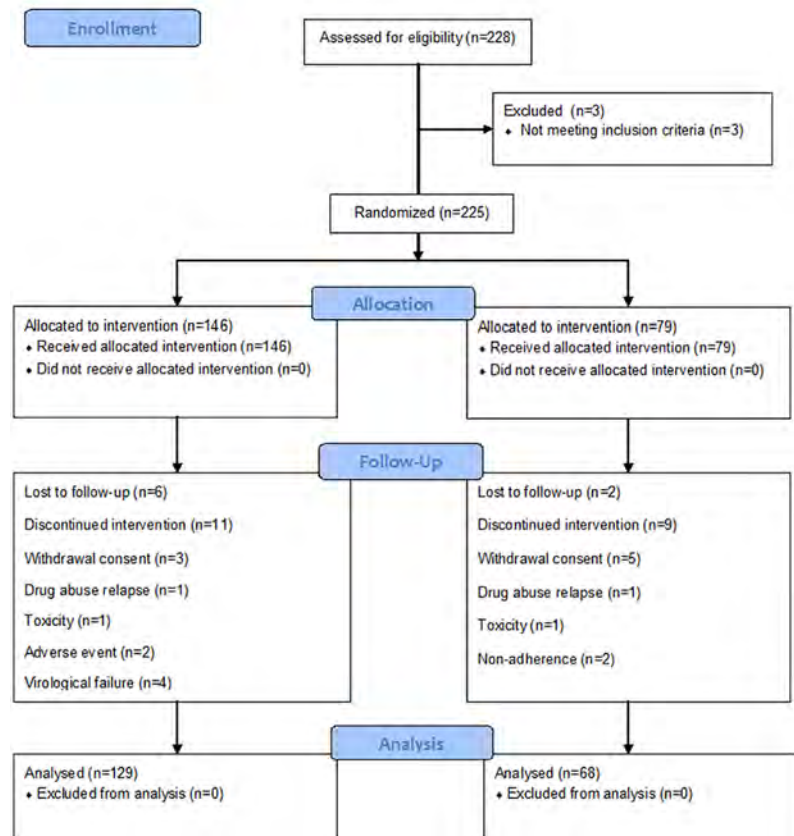 Enrollment
Assessed for eligibility (n=228)
Excluded (n=3)
♦ Not meeting inclusion criteria (n=3)
Randomized (n=225)
Allocation
Allocated to intervention (n=146)
♦ Received allocated intervention (n=146)
♦ Did not receive allocated intervention (n=0)
Allocated to intervention (n=79)
♦ Received allocated intervention (n=79)
♦ Did not receive allocated intervention (n=0)
Follow-Up
Lost to follow-up (n=6)
Discontinued intervention (n=11)
Withdrawal consent (n=3)
Drug abuse relapse (n=1)
Toxicity (n=1)
Adverse event (n=2)
Virological failure (n=4)
Lost to follow-up (n=2)
Discontinued intervention (n=9)
Withdrawal consent (n=5)
Drug abuse relapse (n=1)
Toxicity (n=1)
Non-adherence (n=2)
Analysis
Analysed (n=129)
♦ Excluded from analysis (n=0)
Analysed (n=68)
♦ Excluded from analysis (n=0)